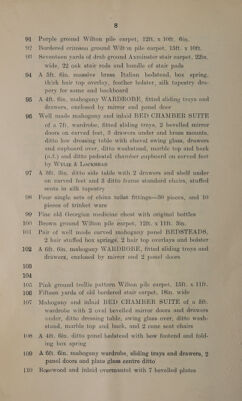 8
91 Purple ground Wilton pile carpet, 12ft. x 10ft. 6in.
92 Bordered crimson ground Wilton pile carpet, 15ft. x 10ft.
93 Seventeen yards of drab ground Axminster stair carpet, 22in.
wide, 22 oak stair rods and bundle of stair pads
94 A 5ft. 6in. massive brass Italian bedstead, box spring,
thick hair top overlay, feather bolster, silk tapestry dra-
pery for same and backboard
95 A 4ft. 6in. mahogany WARDROBE, fitted sliding trays and
drawers, enclosed by mirror and panel door
96 Well made mahogany and inlaid BED CHAMBER SUITE
of a 7ft. wardrobe, fitted sliding trays, 2 bevelled mirror
doors on carved feet, 3 drawers under and brass mounts,
ditto low dressing table with cheval swing glass, drawers
and cupboard over, ditto washstand, marble top and back
(s.f.) and ditto pedestal chamber cupboard on carved feet
by WYLIE & LOCKHEAD
97 A 3ft. 3in. ditto side table with 2 drawers and shelf under
on carved feet and 3 ditto frame standard chairs, stuffed
seats in silk tapestry
98 Four single sets of china toilet fittings—30 pieces, and 10
pieces of trinket ware
99 Fine old Georgian medicine chest with original bottles
100 Brown ground Wilton pile carpet, 12ft. x 11ft. 3in.
101 Pair of well made carved mahogany panel BEDSTEADS,
2 hair stuffed box springs, 2 hair top overlays and bolster
102 A 6ft. 6in. mahogany WARDROBE, fitted sliding trays and
drawers, enclosed by mirror and 2 panel doors
103
104
105 Pink ground trellis pattern Wilton pile carpet, 15ft. x 11ft.
106 Fifteen yards of old bordered stair carpet, 18in. wide
107 Mahogany and inlaid BED CHAMBER SUITE of a 5ft.
wardrobe with 2 oval bevelled mirror doors and drawers
under, ditto dressing table, swing glass over, ditto wash-
stand, marble top and back, and 2 cane seat chairs
108 A 4ft. 6in. ditto panel bedstead with bow footend and fold-
ing box spring
109 A 6ft. 6in. mahogany wardrobe, sliding trays and drawers, 2
panel doors and plate glass centre ditto
110 Rosewood and inlaid overmantel with 7 bevelled plates